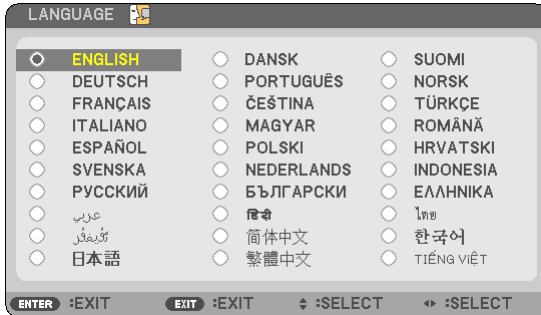 LANGUAGE
ENGLISH DANSK SUOMI
DEUTSCH PORTUGUÊS NORSK
FRANÇAIS ČEŠTINA TÜRKÇE
ITALIANO MAGYAR ROMÂNĂ
ESPAÑOL POLSKI HRVATSKI
SVENSKA NEDERLANDS INDONESIA
РУССКИЙ БЪЛГАРСКИ ΕΛΛΗΝΙΚΑ
عربي हिंदी ไทย
简体中文 한국어
日本語 繁體中文 TIẾNG VIỆT
ENTER :EXIT EXIT :EXIT :SELECT :SELECT